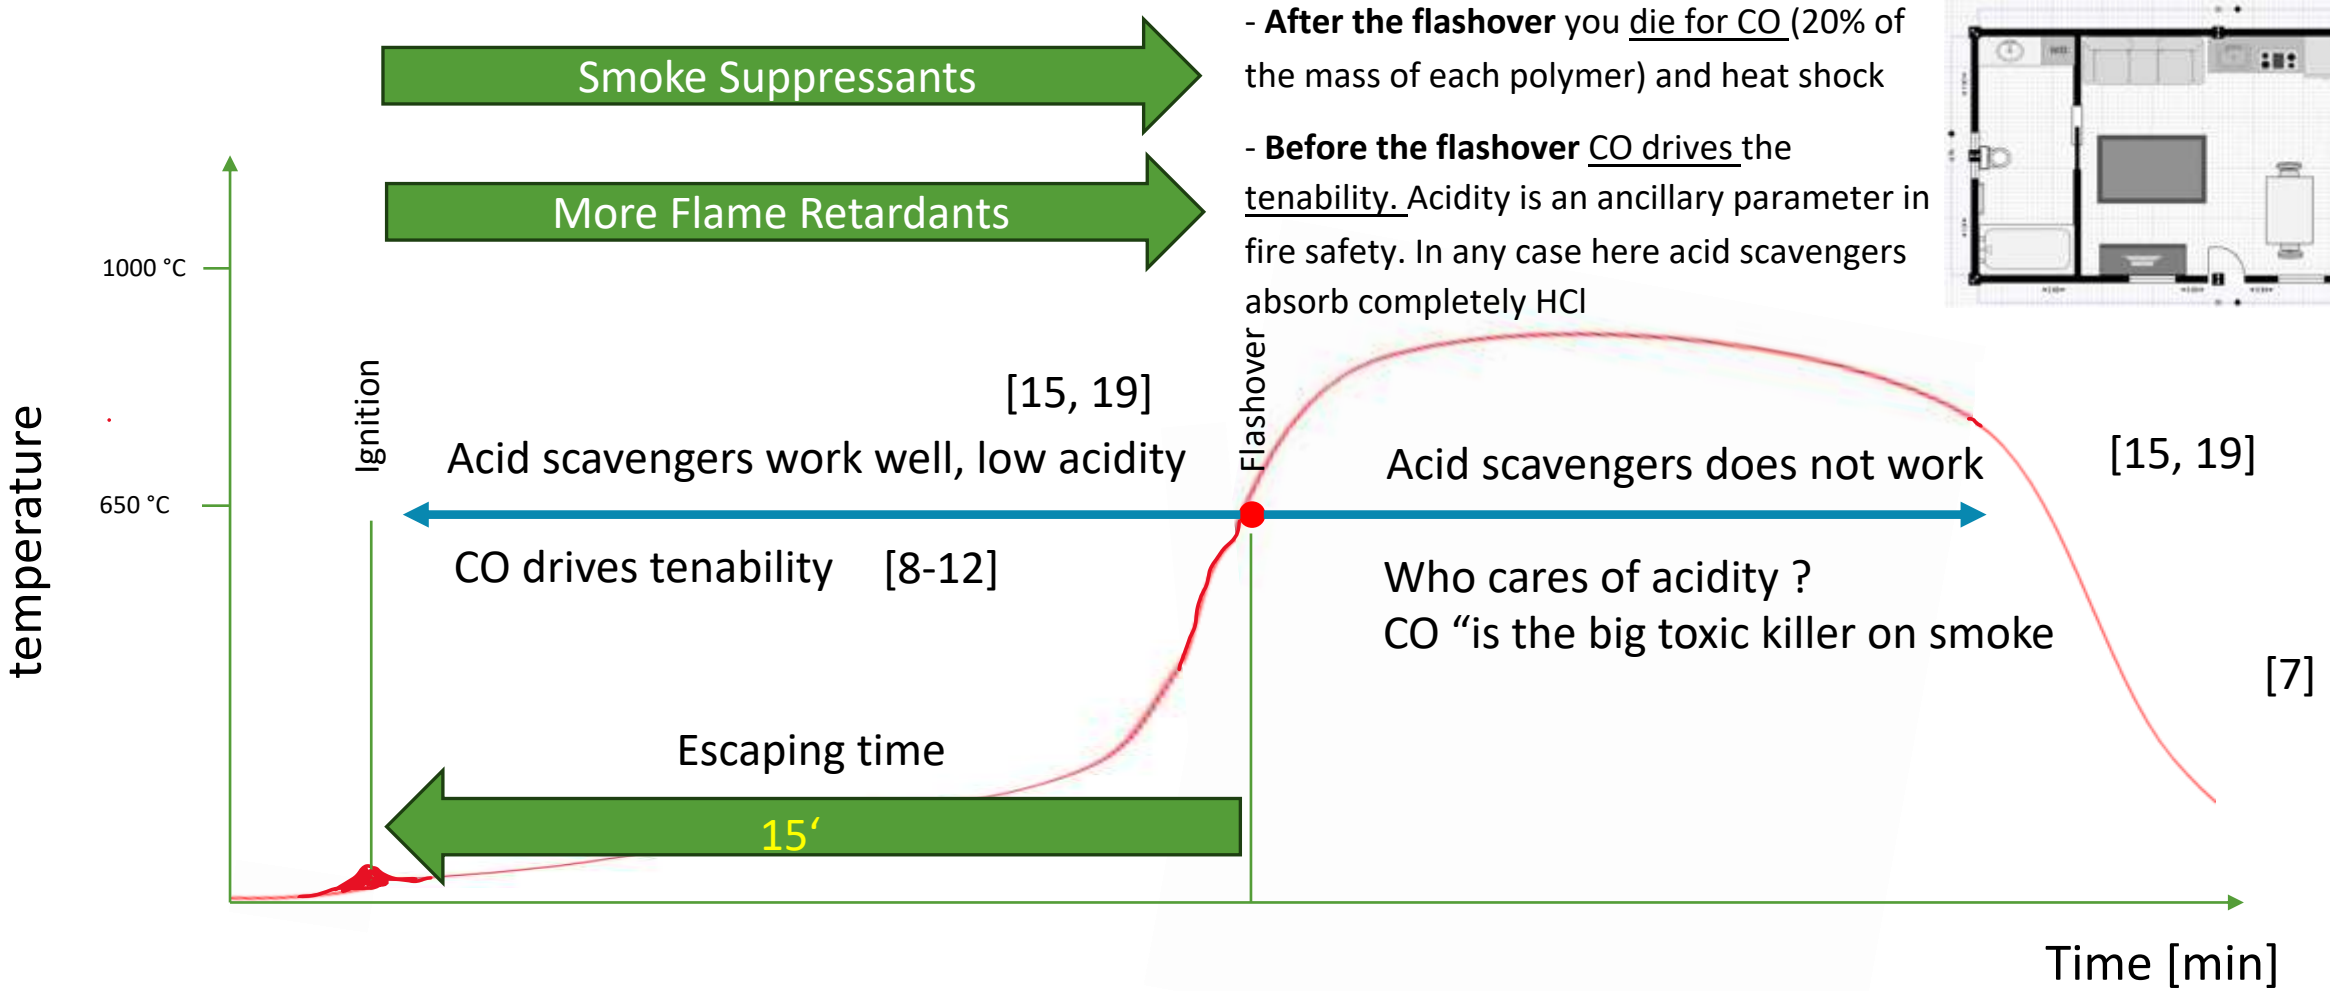 - After the flashover you die for CO (20% of
the mass of each polymer) and heat shock
- Before the flashover CO drives the
tenability. Acidity is an ancillary parameter in
fire safety. In any case here acid scavengers
absorb completely HCl
Smoke Suppressants
More Flame Retardants
1000 °C
650 °C
temperature
Ignition
Flashover
[15, 19]
Acid scavengers work well, low acidity
CO drives tenability [8-12]
Acid scavengers does not work
[15, 19]
Who cares of acidity ?
CO “is the big toxic killer on smoke
[7]
Escaping time
15‘
Time [min]